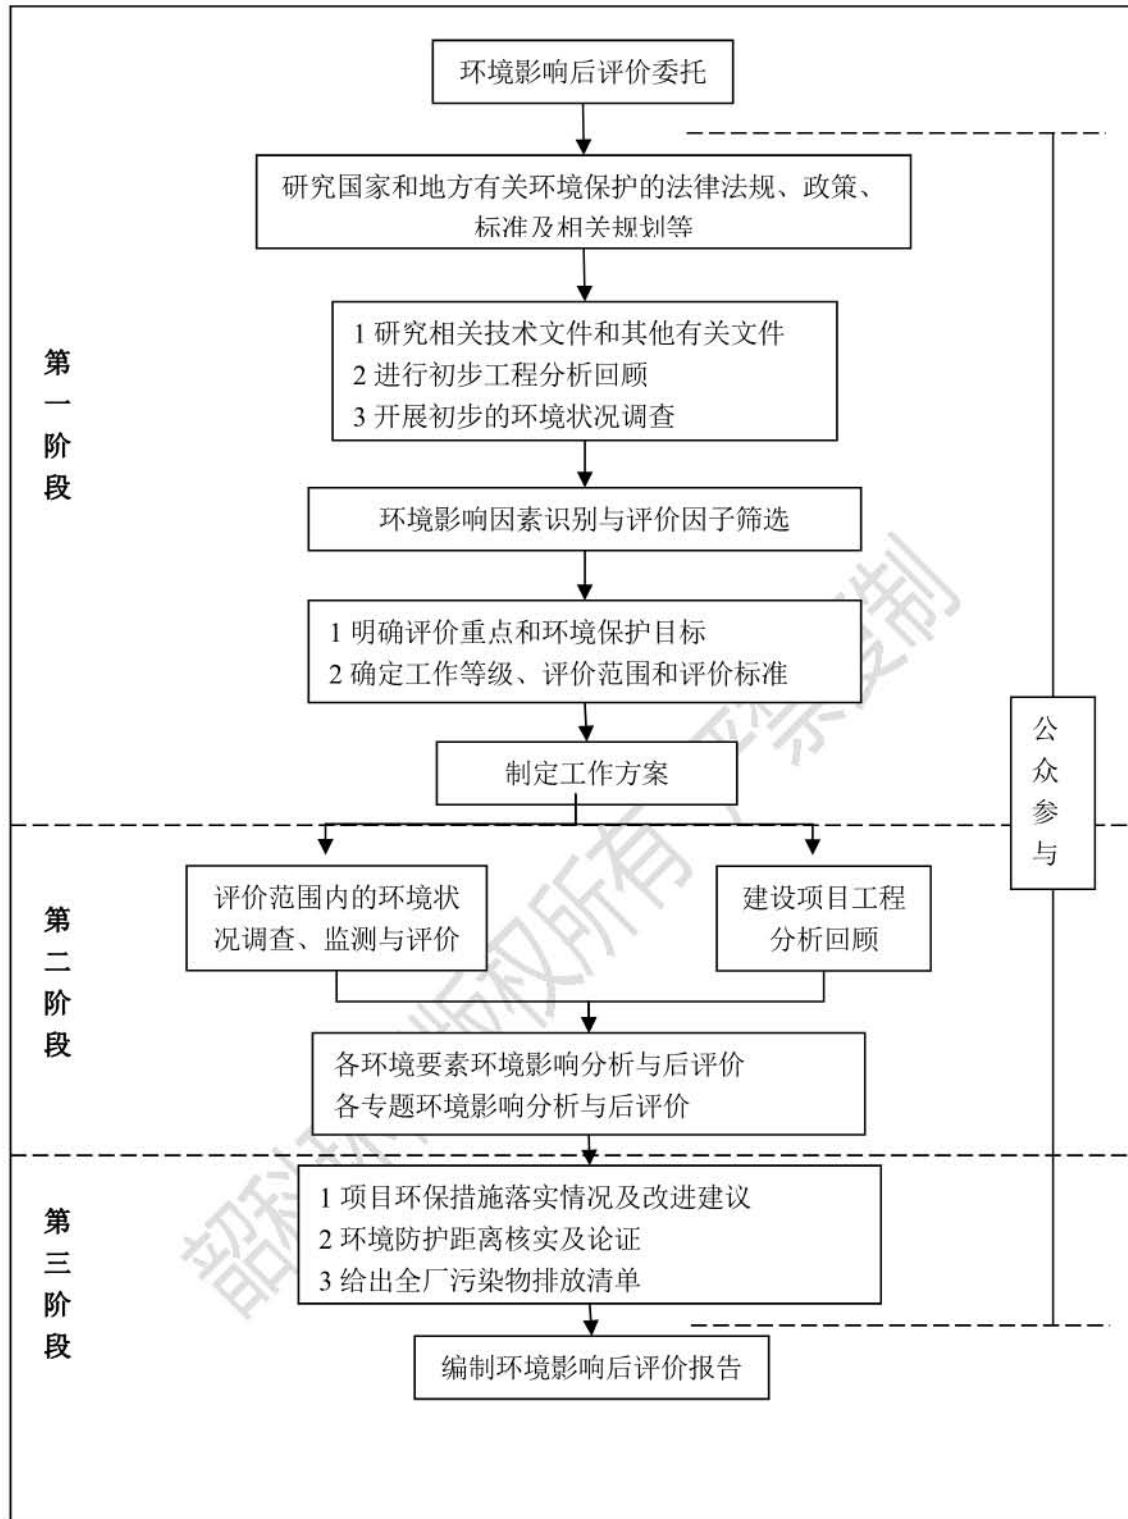 环境影响后评价委托
研究国家和地方有关环境保护的法律法规、政策、
标准及相关规划等
1 研究相关技术文件和其他有关文件
2 进行初步工程分析回顾
3 开展初步的环境状况调查
第一阶段
环境影响因素识别与评价因子筛选
1 明确评价重点和环境保护目标
2 确定工作等级、评价范围和评价标准
制定工作方案
公众参与
评价范围内的环境状
况调查、监测与评价
建设项目工程
分析回顾
第二阶段
各环境要素环境影响分析与后评价
各专题环境影响分析与后评价
1 项目环保措施落实情况及改进建议
2 环境防护距离核实及论证
3 给出全厂污染物排放清单
第三阶段
编制环境影响后评价报告
版权所有